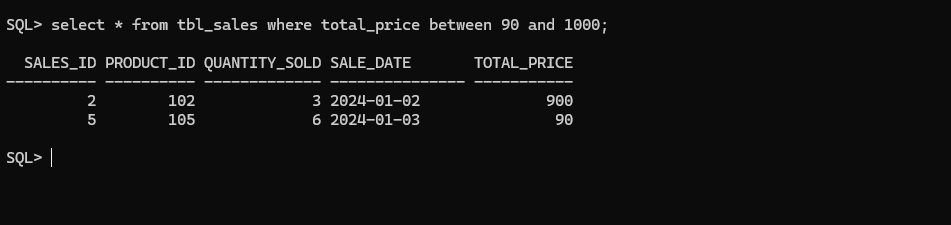 SQL> select * from tbl_sales where total_price between 90 and 1000;
SALES_ID PRODUCT_ID QUANTITY_SOLD SALE_DATE TOTAL_PRICE
---------- ---------- ------------- --------------- -----------
2 102 3 2024-01-02 900
5 105 6 2024-01-03 90
SQL>